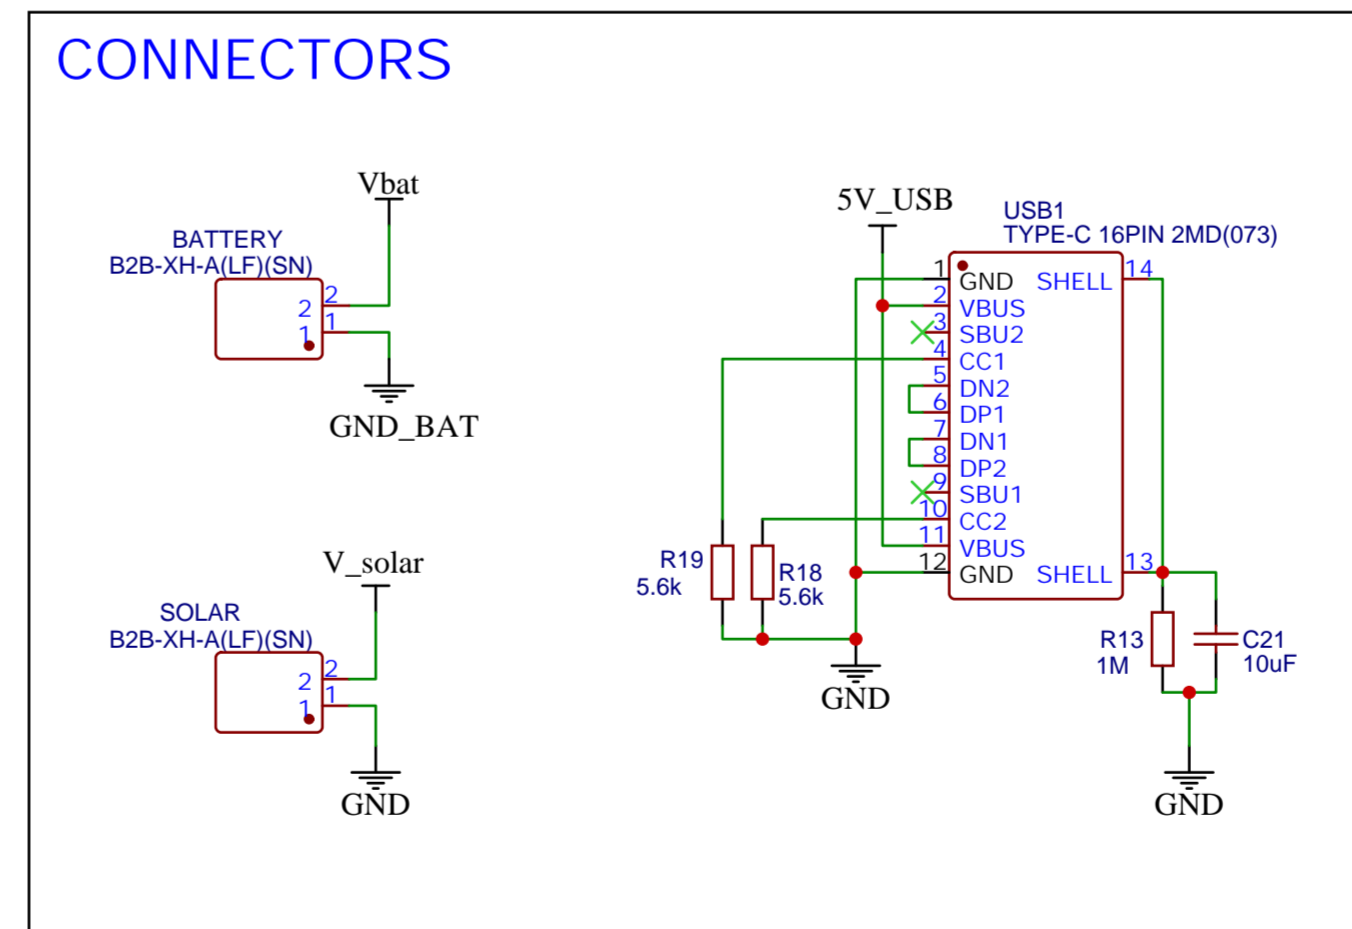 CONNECTORS
Vbat
BATTERY
B2B-XH-A(LF)(SN)
2 2
1 1
GND_BAT
V_solar
SOLAR
B2B-XH-A(LF)(SN)
2 2
1 1
GND
5V_USB
USB1
TYPE-C 16PIN 2MD(073)
1 GND SHELL 14
2 VBUS
3 SBU2
4 CC1
5 DN2
6 DP1
7 DN1
8 DP2
9 SBU1
10 CC2
11 VBUS
12 GND SHELL 13
R19
5.6k
R18
5.6k
GND
R13
1M
C21
10uF
GND